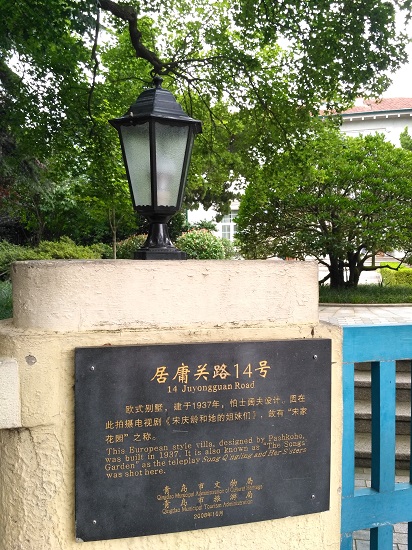 居庸关路14号
14 Juyongguan Road
欧式别墅，建于1937年，怕士阔夫设计。因在
此拍摄电视剧《宋庆龄和她的姐妹们》，故有“宋家
花园”之称。
This European style villa, designed by Pashkoho,
was built in 1937. It is also known as "The Songs
Garden" as the teleplay Song Qingling and Her Sisters
was shot here.
青岛市文物局
Qingdao Municipal Administration of Cultural Heritage
青岛市旅游局
Qingdao Municipal Tourism Administration